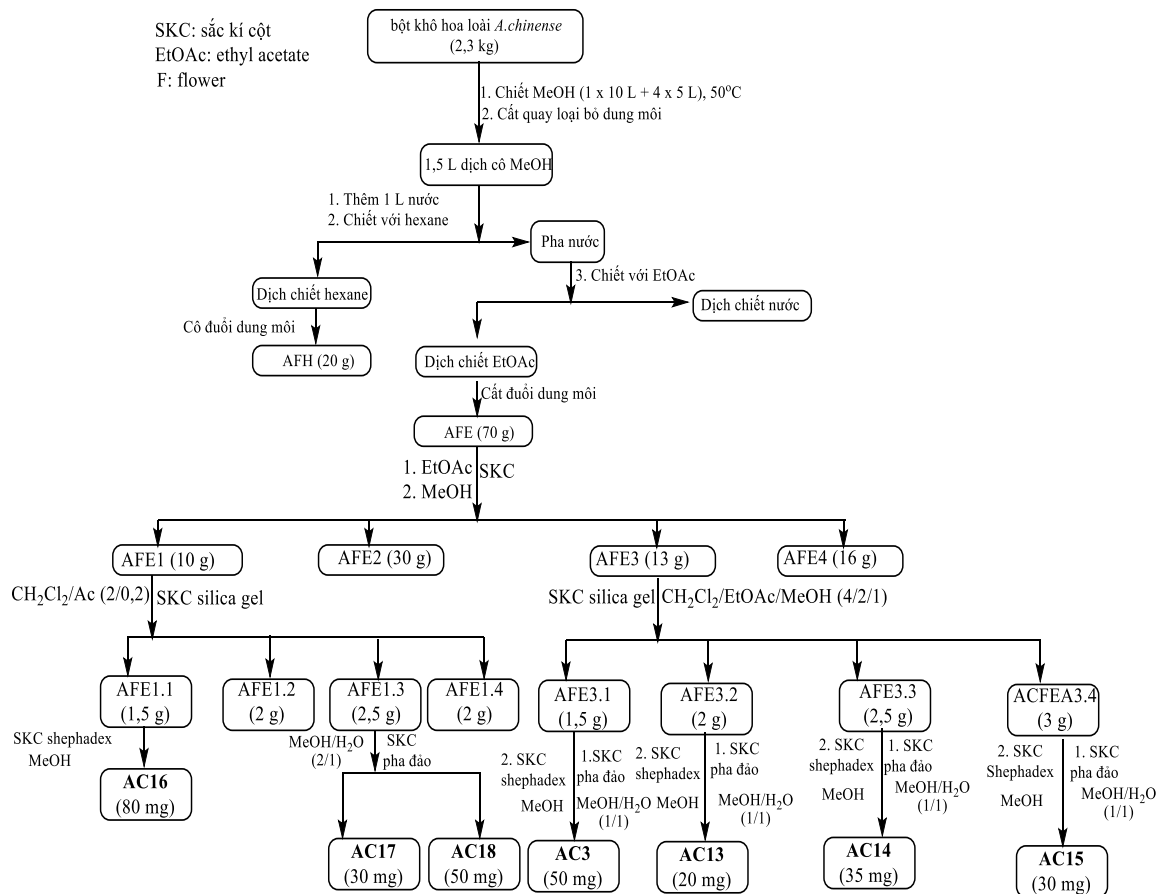 SKC: sắc kí cột
EtOAc: ethyl acetate
F: flower
bột khô hoa loài A.chinense
(2,3 kg)
1. Chiết MeOH (1 x 10 L + 4 x 5 L), 50°C
2. Cất quay loại bỏ dung môi
1,5 L dịch cô MeOH
1. Thêm 1 L nước
2. Chiết với hexane
Pha nước
3. Chiết với EtOAc
Dịch chiết hexane
Dịch chiết nước
Cô đuổi dung môi
AFH (20 g)
Dịch chiết EtOAc
Cất đuổi dung môi
AFE (70 g)
1. EtOAc
2. MeOH
SKC
AFE1 (10 g)
AFE2 (30 g)
AFE3 (13 g)
AFE4 (16 g)
CH₂Cl₂/Ac (2/0,2)
SKC silica gel
SKC silica gel
CH₂Cl₂/EtOAc/MeOH (4/2/1)
AFE1.1
(1,5 g)
AFE1.2
(2 g)
AFE1.3
(2,5 g)
AFE1.4
(2 g)
AFE3.1
(1,5 g)
AFE3.2
(2 g)
AFE3.3
(2,5 g)
ACFEA3.4
(3 g)
SKC shephadex
MeOH
MeOH/H₂O
(2/1)
SKC
pha đảo
2. SKC
shephadex
MeOH
1.SKC
pha đảo
MeOH/H₂O
(1/1)
2. SKC
shephadex
MeOH
1. SKC
pha đảo
MeOH/H₂O
(1/1)
2. SKC
shephadex
MeOH
1. SKC
pha đảo
MeOH/H₂O
(1/1)
2. SKC
Shephadex
MeOH
1. SKC
pha đảo
MeOH/H₂O
(1/1)
AC16
(80 mg)
AC17
(30 mg)
AC18
(50 mg)
AC3
(50 mg)
AC13
(20 mg)
AC14
(35 mg)
AC15
(30 mg)